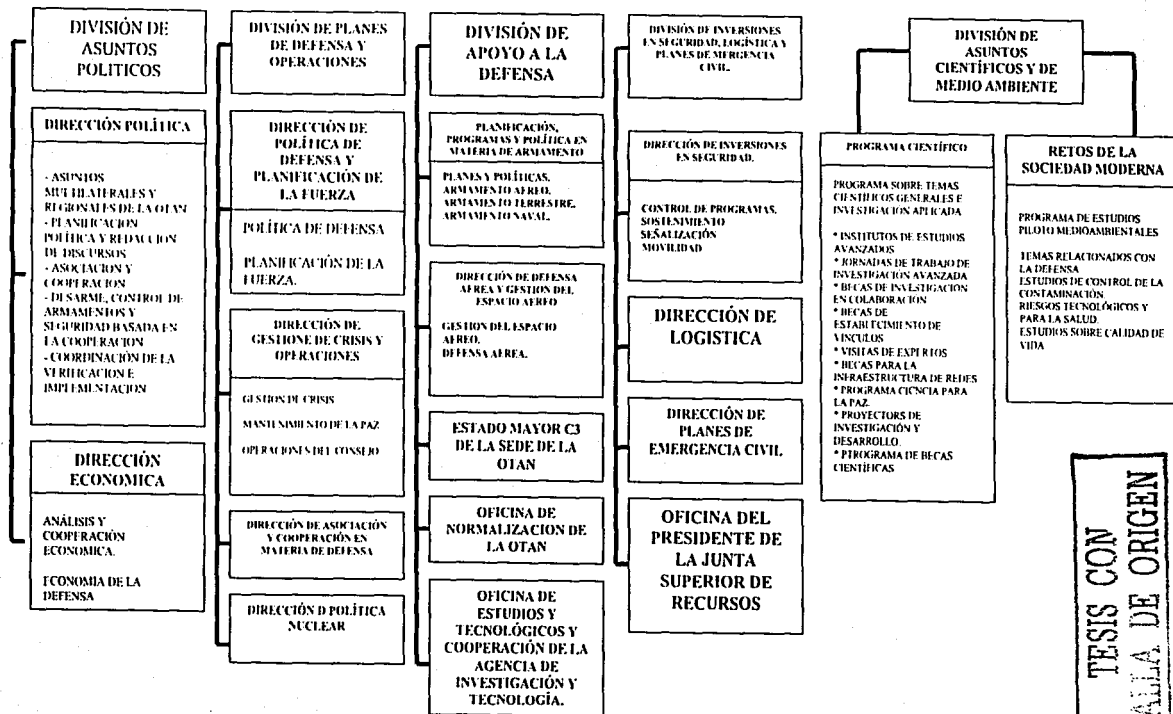 DIVISIÓN DE
ASUNTOS
POLITICOS
DIRECCIÓN POLÍTICA
- ASUNTOS
MULTILATERALES Y
REGIONALES DE LA OTAN
- PLANIFICACION
POLÍTICA Y REDACCION
DE DISCURSOS
- ASOCIACION Y
COOPERACION
- DESARME, CONTROL DE
ARMAMENTOS Y
SEGURIDAD BASADA EN
LA COOPERACION
- COORDINACIÓN DE LA
VERIFICACION E
IMPLEMENTACION
DIRECCIÓN
ECONOMICA
ANÁLISIS Y
COOPERACIÓN
ECONOMICA.
ECONOMIA DE LA
DEFENSA
DIVISIÓN DE PLANES
DE DEFENSA Y
OPERACIONES
DIRECCIÓN DE
POLÍTICA DE
DEFENSA Y
PLANIFICACIÓN DE
LA FUERZA
POLÍTICA DE DEFENSA
PLANIFICACIÓN DE LA
FUERZA.
DIRECCIÓN DE
GESTIONE DE CRISIS Y
OPERACIONES
GESTION DE CRISIS
MANTENIMIENTO DE LA PAZ
OPERACIONES DEL CONSEJO
DIRECCIÓN DE ASOCIACIÓN
Y COOPERACIÓN EN
MATERIA DE DEFENSA
DIRECCIÓN D POLÍTICA
NUCLEAR
DIVISIÓN DE
APOYO A LA
DEFENSA
PLANIFICACIÓN,
PROGRAMAS Y POLÍTICA EN
MATERIA DE ARMAMENTO
PLANES Y POLÍTICAS.
ARMAMENTO AEREO.
ARMAMENTO TERRESTRE.
ARMAMENTO NAVAL.
DIRECCIÓN DE DEFENSA
AEREA Y GESTION DEL
ESPACIO AEREO
GESTION DEL ESPACIO
AEREO.
DEFENSA AEREA.
ESTADO MAYOR C3
DE LA SEDE DE LA
OTAN
OFICINA DE
NORMALIZACION DE
LA OTAN
OFICINA DE
ESTUDIOS Y
TECNOLÓGICOS Y
COOPERACIÓN DE LA
AGENCIA DE
INVESTIGACIÓN Y
TECNOLOGÍA.
DIVISIÓN DE INVERSIONES
EN SEGURIDAD, LOGÍSTICA Y
PLANES DE MERGENCIA
CIVIL.
DIRECCIÓN DE INVERSIONES
EN SEGURIDAD.
CONTROL DE PROGRAMAS.
SOSTENIMIENTO
SEÑALIZACIÓN
MOVILIDAD
DIRECCIÓN DE
LOGISTICA
DIRECCIÓN DE
PLANES DE
EMERGENCIA CIVIL.
OFICINA DEL
PRESIDENTE DE
LA JUNTA
SUPERIOR DE
RECURSOS
DIVISIÓN DE
ASUNTOS
CIENTÍFICOS Y DE
MEDIO AMBIENTE
PROGRAMA CIENTÍFICO
PROGRAMA SOBRE TEMAS
CIENTÍFICOS GENERALES E
INVESTIGACIÓN APLICADA
* INSTITUTOS DE ESTUDIOS
AVANZADOS
* JORNADAS DE TRABAJO DE
INVESTIGACIÓN AVANZADA
* BECAS DE INVESTIGACION
EN COLABORACION
* BECAS DE
ESTABLECIMIENTO DE
VINCULOS
* VISITAS DE EXPERTOS
* BECAS PARA LA
INFRAESTRUCTURA DE REDES
* PROGRAMA CIENCIA PARA
LA PAZ.
* PROYECTORS DE
INVESTIGACIÓN Y
DESARROLLO.
* PTROGRAMA DE BECAS
CIENTÍFICAS
RETOS DE LA
SOCIEDAD MODERNA
PROGRAMA DE ESTUDIOS
PILOTO MEDIOAMBIENTALES
TEMAS RELACIONADOS CON
LA DEFENSA
ESTUDIOS DE CONTROL DE LA
CONTAMINACIÓN.
RIESGOS TECNOLÓGICOS Y
PARA LA SALUD.
ESTUDIOS SOBRE CALIDAD DE
VIDA
TESIS CON
FALLA DE ORIGEN